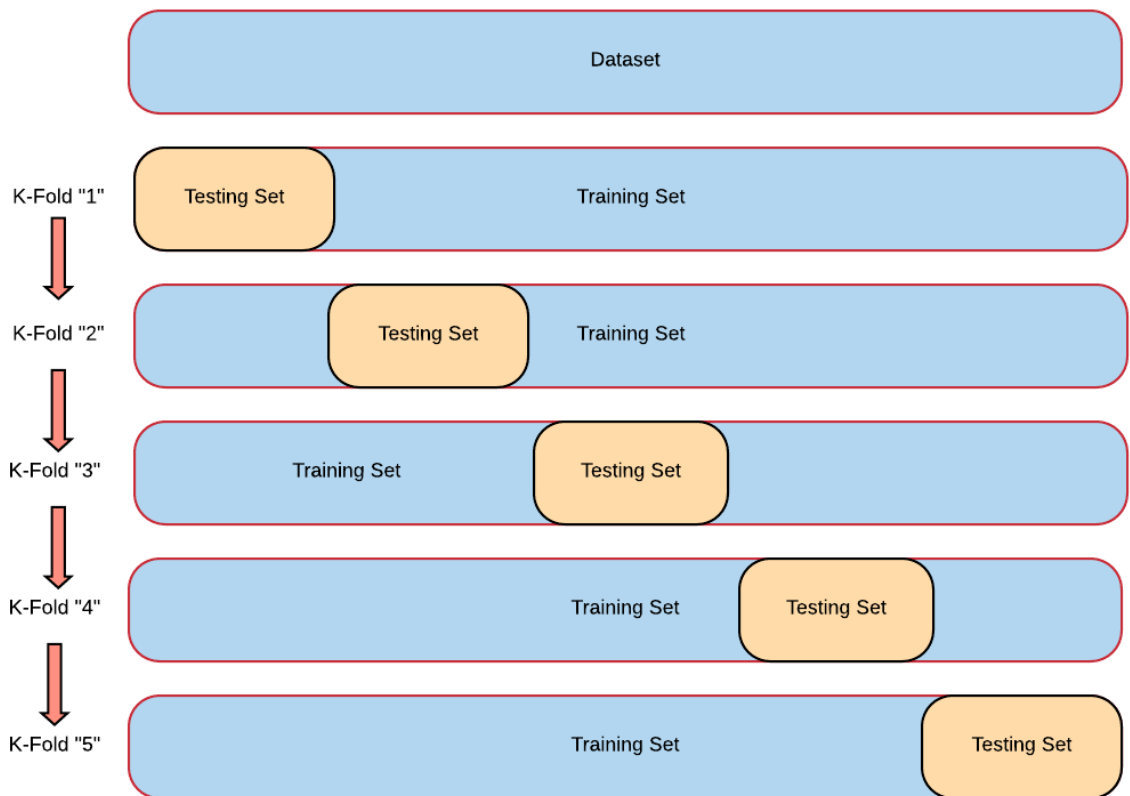 Dataset
K-Fold "1"
Testing Set
Training Set
K-Fold "2"
Testing Set
Training Set
K-Fold "3"
Training Set
Testing Set
K-Fold "4"
Training Set
Testing Set
K-Fold "5"
Training Set
Testing Set